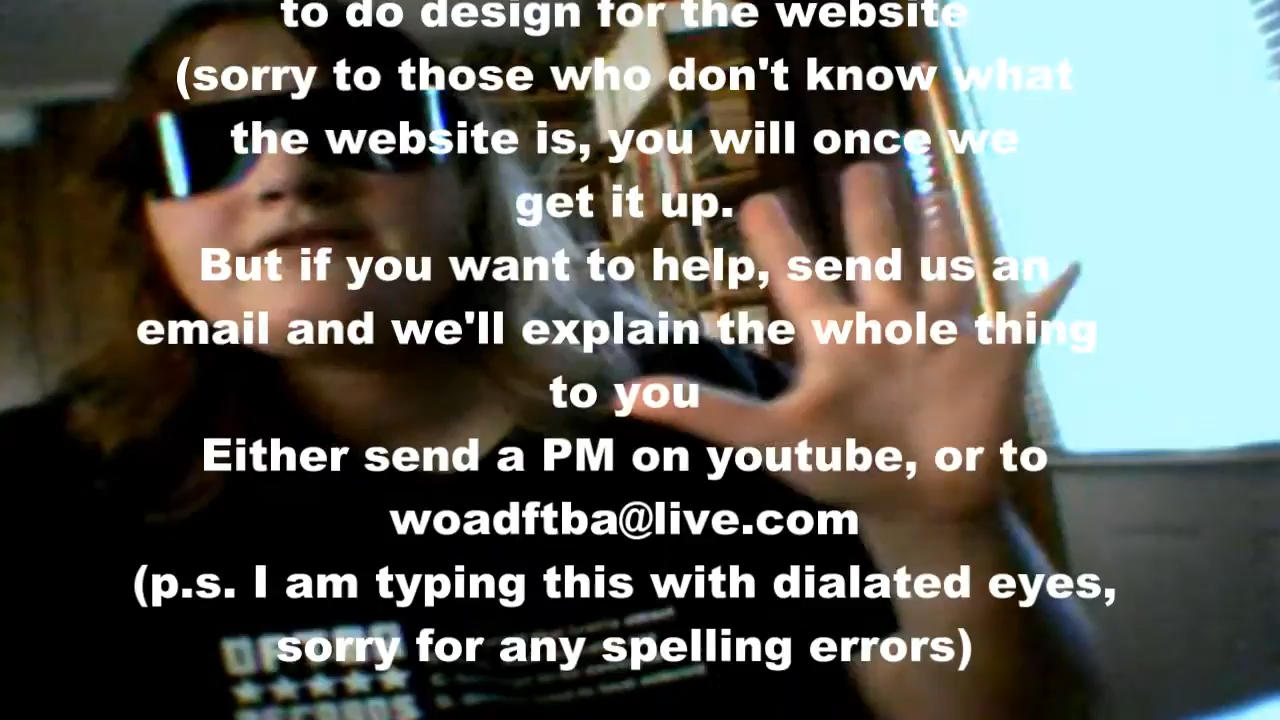 to do design for the website
(sorry to those who don't know what
the website is, you will once we
get it up.
But if you want to help, send us an
email and we'll explain the whole thing
to you
Either send a PM on youtube, or to
woadftba@live.com
(p.s. I am typing this with dialated eyes,
sorry for any spelling errors)
RECORDS